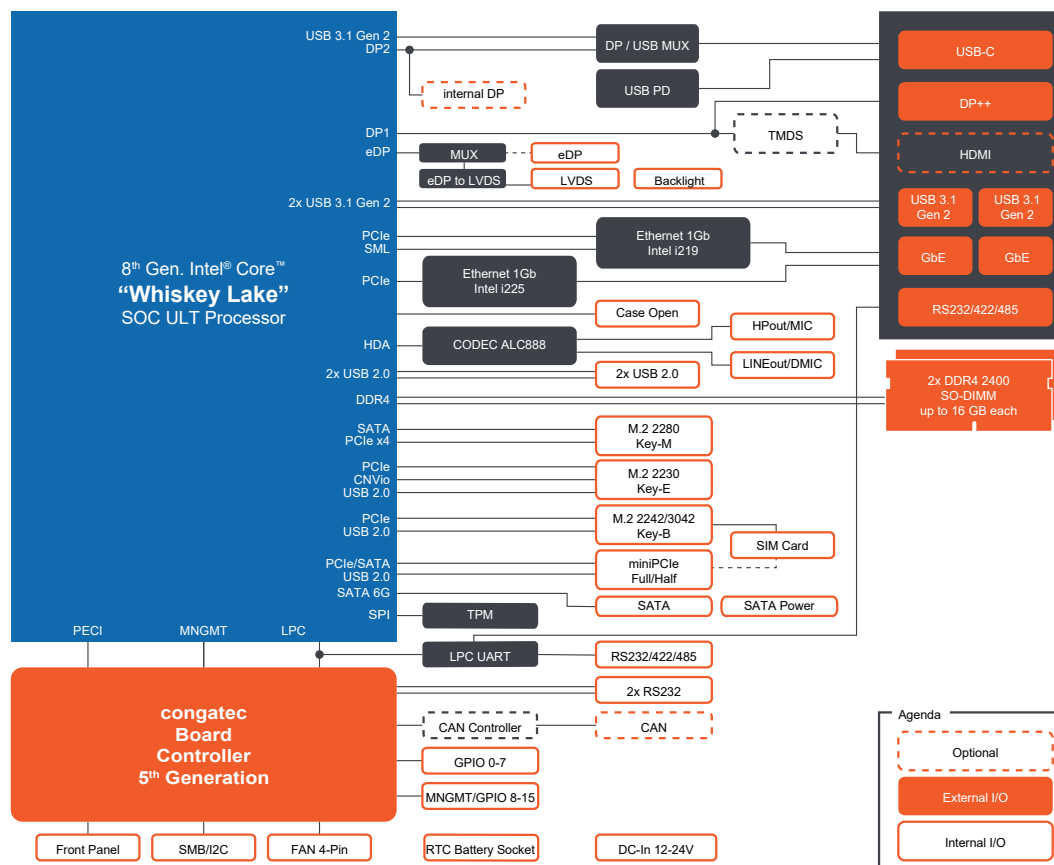 USB 3.1 Gen 2
DP2
DP / USB MUX
USB-C
internal DP
USB PD
DP++
DP1
TMDS
eDP
MUX
eDP
HDMI
eDP to LVDS
LVDS
Backlight
2x USB 3.1 Gen 2
USB 3.1
Gen 2
USB 3.1
Gen 2
PCIe
SML
Ethernet 1Gb
Intel i219
GbE
GbE
8th Gen. Intel® Core™
“Whiskey Lake”
SOC ULT Processor
PCIe
Ethernet 1Gb
Intel i225
Case Open
RS232/422/485
HDA
CODEC ALC888
HPout/MIC
LINEout/DMIC
2x USB 2.0
2x USB 2.0
DDR4
2x DDR4 2400
SO-DIMM
up to 16 GB each
SATA
PCIe x4
M.2 2280
Key-M
PCIe
CNVio
USB 2.0
M.2 2230
Key-E
PCIe
USB 2.0
M.2 2242/3042
Key-B
SIM Card
PCIe/SATA
USB 2.0
miniPCIe
Full/Half
SATA 6G
SATA
SATA Power
SPI
TPM
PECI
MNGMT
LPC
LPC UART
RS232/422/485
2x RS232
congatec
Board
Controller
5th Generation
CAN Controller
CAN
GPIO 0-7
MNGMT/GPIO 8-15
Front Panel
SMB/I2C
FAN 4-Pin
RTC Battery Socket
DC-In 12-24V
Agenda
Optional
External I/O
Internal I/O